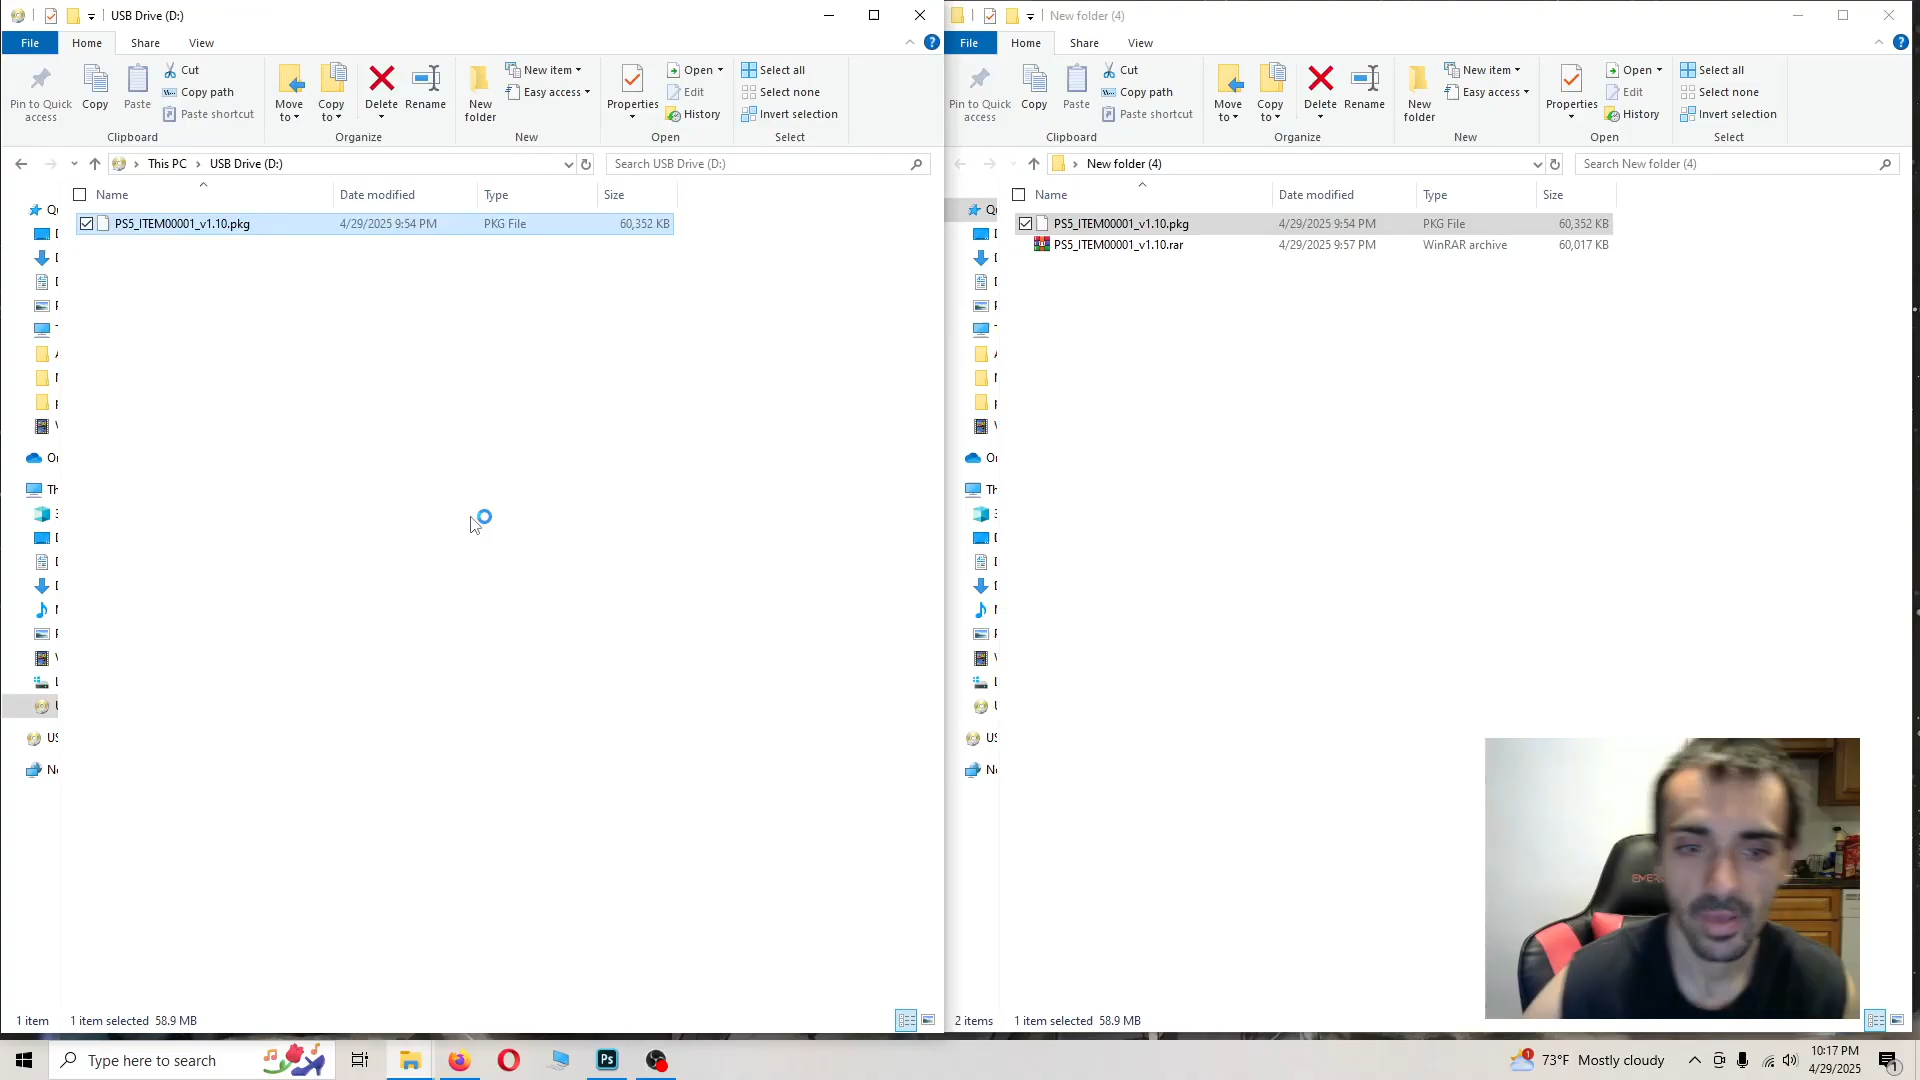 USB Drive (D:)
File Home Share View
Pin to Quick access
Copy
Paste
Cut
Copy path
Paste shortcut
Clipboard
Move to
Copy to
Delete
Rename
Organize
New folder
New item
Easy access
New
Properties
Open
Edit
History
Open
Select all
Select none
Invert selection
Select
This PC > USB Drive (D:)
Search USB Drive (D:)
Name Date modified Type Size
PS5_ITEM00001_v1.10.pkg 4/29/2025 9:54 PM PKG File 60,352 KB
1 item 1 item selected 58.9 MB
New folder (4)
File Home Share View
Pin to Quick access
Copy
Paste
Cut
Copy path
Paste shortcut
Clipboard
Move to
Copy to
Delete
Rename
Organize
New folder
New item
Easy access
New
Properties
Open
Edit
History
Open
Select all
Select none
Invert selection
Select
New folder (4)
Search New folder (4)
Name Date modified Type Size
PS5_ITEM00001_v1.10.pkg 4/29/2025 9:54 PM PKG File 60,352 KB
PS5_ITEM00001_v1.10.rar 4/29/2025 9:57 PM WinRAR archive 60,017 KB
2 items 1 item selected 58.9 MB
Type here to search
Ps
73°F Mostly cloudy
10:17 PM
4/29/2025